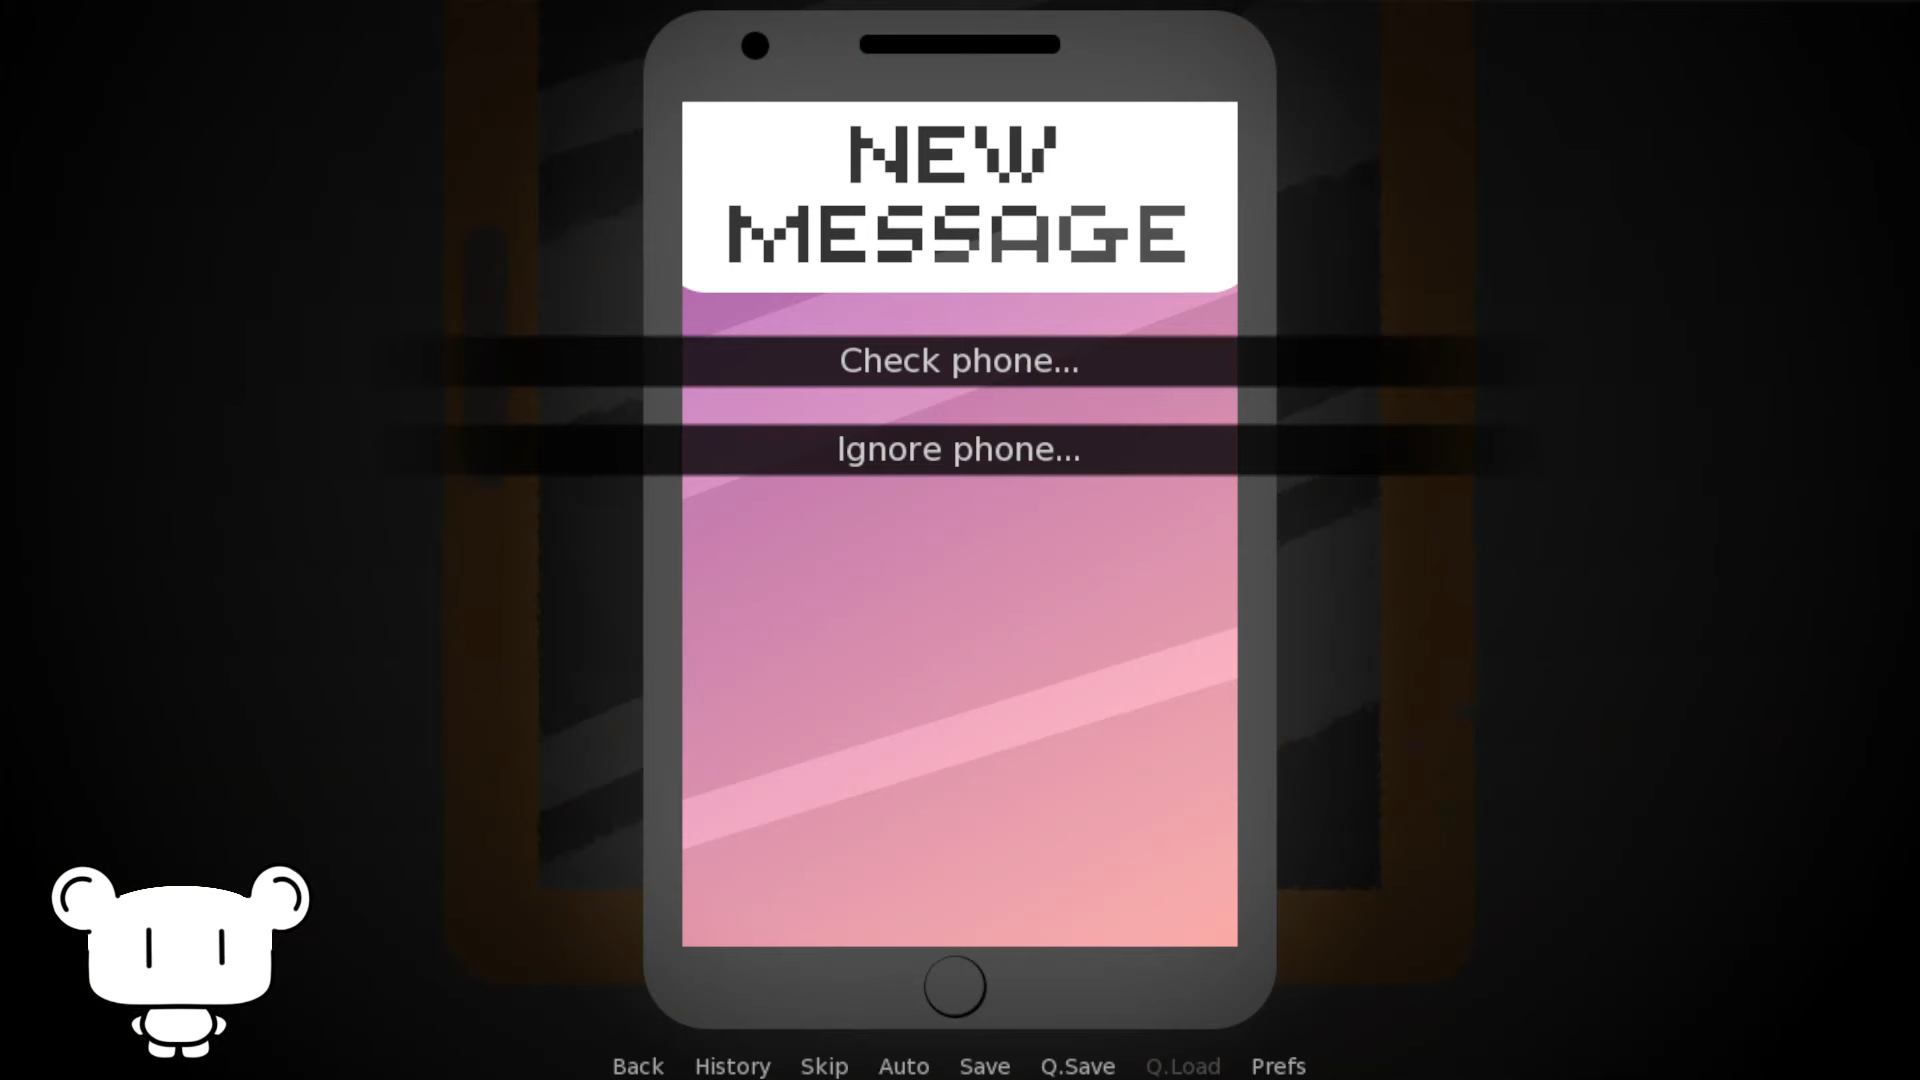 NEW
MESSAGE
Check phone...
Ignore phone...
Back History Skip Auto Save Q.Save Q.Load Prefs